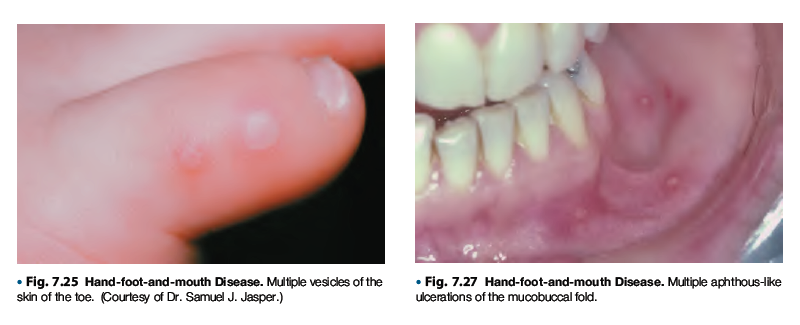 • Fig. 7.25 Hand-foot-and-mouth Disease. Multiple vesicles of the
skin of the toe. (Courtesy of Dr. Samuel J. Jasper.)
• Fig. 7.27 Hand-foot-and-mouth Disease. Multiple aphthous-like
ulcerations of the mucobuccal fold.